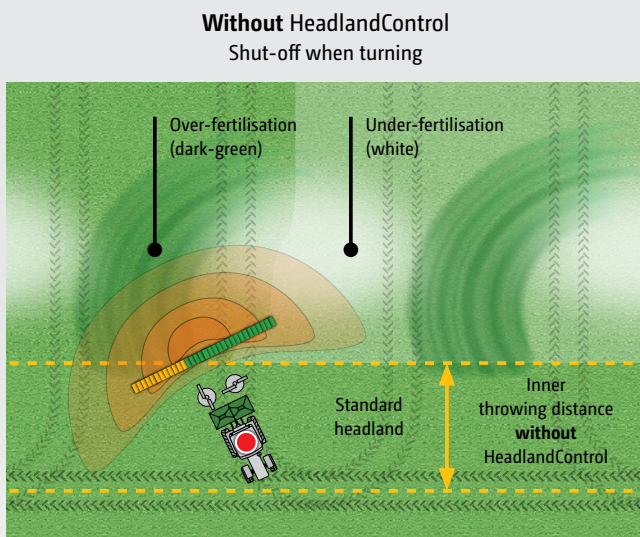 Without HeadlandControl
Shut-off when turning
Over-fertilisation
(dark-green)
Under-fertilisation
(white)
Standard
headland
Inner
throwing distance
without
HeadlandControl